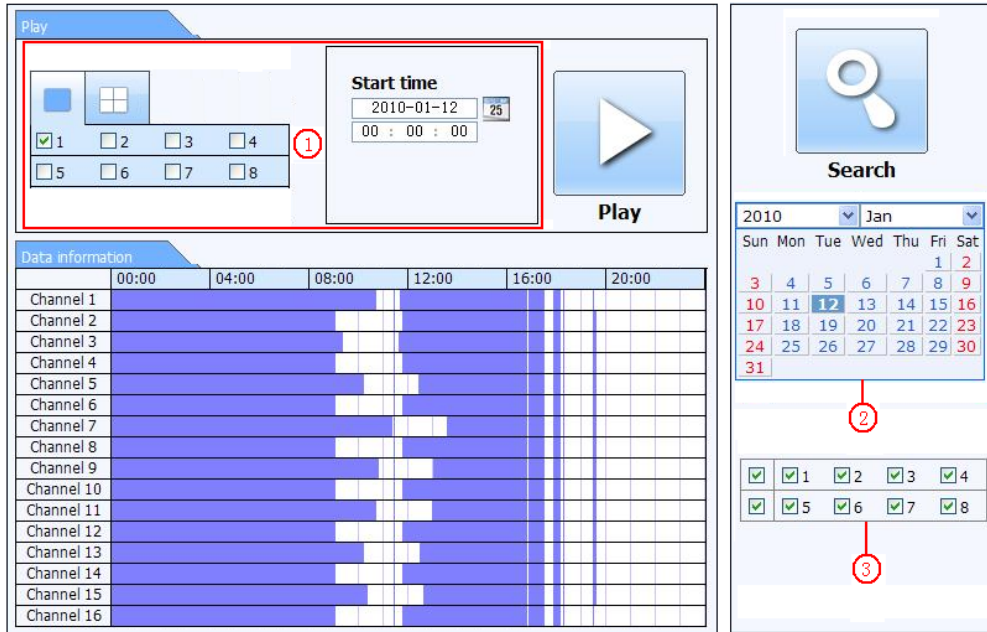 Play
Start time
2010-01-12
25
00 : 00 : 00
1 2 3 4
5 6 7 8
①
Play
Data information
00:00 04:00 08:00 12:00 16:00 20:00
Channel 1
Channel 2
Channel 3
Channel 4
Channel 5
Channel 6
Channel 7
Channel 8
Channel 9
Channel 10
Channel 11
Channel 12
Channel 13
Channel 14
Channel 15
Channel 16
Search
2010 Jan
Sun Mon Tue Wed Thu Fri Sat
1 2
3 4 5 6 7 8 9
10 11 12 13 14 15 16
17 18 19 20 21 22 23
24 25 26 27 28 29 30
31
②
1 2 3 4
5 6 7 8
③